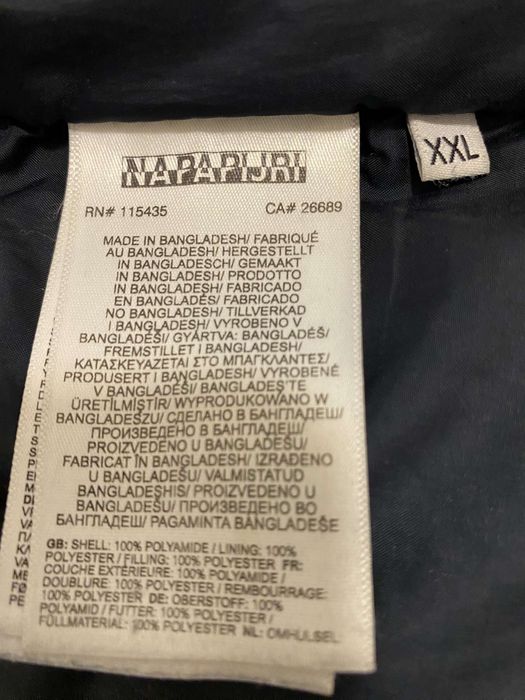 NAPAPIJRI
XXL
RN# 115435 CA# 26689
MADE IN BANGLADESH/ FABRIQUÉ
AU BANGLADESH/ HERGESTELLT
IN BANGLADESCH/ GEMAAKT
IN BANGLADESH/ PRODOTTO
IN BANGLADESH/ FABRICADO
EN BANGLADÉS/ FABRICADO
NO BANGLADESH/ TILLVERKAD
I BANGLADESH/ VYROBENO V
BANGLADÉŠI/ GYÁRTVA: BANGLADÉS/
FREMSTILLET I BANGLADESH/
ΚΑΤΑΣΚΕΥΑΖΕΤΑΙ ΣΤΟ ΜΠΑΓΚΛΑΝΤΕΣ/
PRODUSERT I BANGLADESH/ VYROBENÉ
V BANGLADÉŠI/ BANGLADEŞ'TE
ÜRETİLMİŞTİR/ WYPRODUKOWANO W
BANGLADESZU/ СДЕЛАНО В БАНГЛАДЕШ/
ПРОИЗВЕДЕНО В БАНГЛАДЕШ/
PROIZVEDENO U BANGLADEŠU/
FABRICAT ÎN BANGLADESH/ IZRAĐENO
U BANGLADEŠU/ VALMISTATUD
BANGLADESHIS/ PROIZVEDENO U
BANGLADEŠU/ ПРОИЗВЕДЕНО ВО
БАНГЛАДЕШ/ PAGAMINTA BANGLADEŠE
GB: SHELL: 100% POLYAMIDE / LINING: 100%
POLYESTER / FILLING: 100% POLYESTER FR:
COUCHE EXTÉRIEURE: 100% POLYAMIDE /
DOUBLURE: 100% POLYESTER / REMBOURRAGE:
100% POLYESTER DE: OBERSTOFF: 100%
POLYAMID / FUTTER: 100% POLYESTER /
FÜLLMATERIAL: 100% POLYESTER NL: OMHULSEL